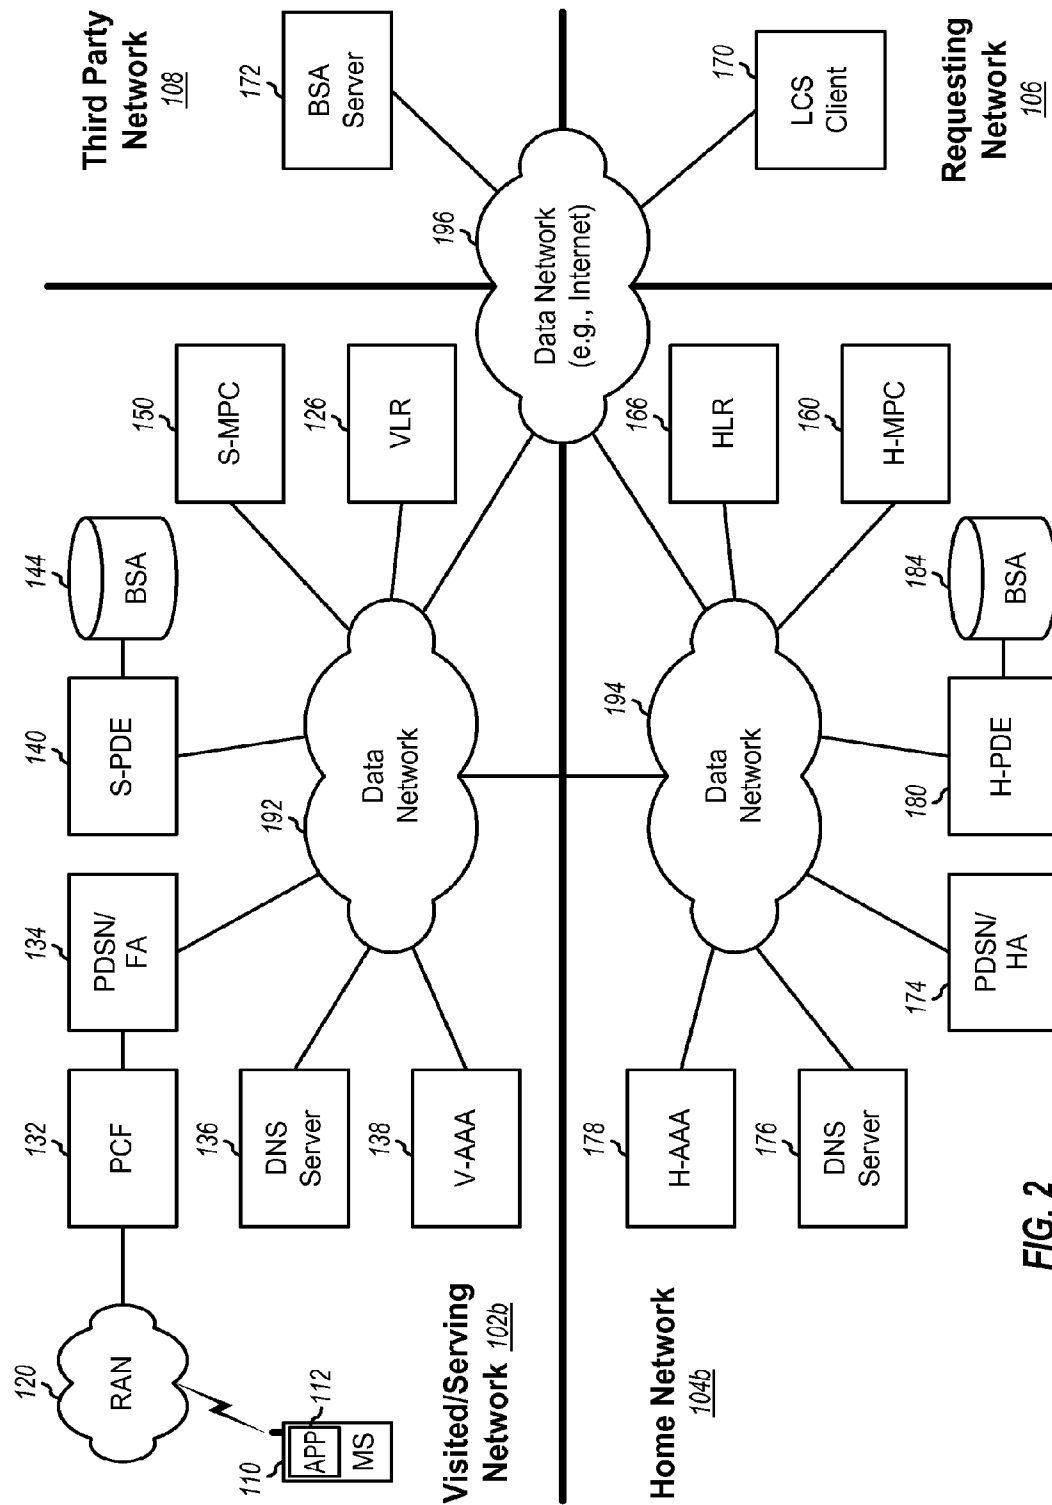 120
RAN
110
APP
112
MS
132
PCF
134
PDSN/
FA
140
S-PDE
144
BSA
136
DNS
Server
138
V-AAA
192
Data
Network
150
S-MPC
126
VLR
Visited/Serving
Network 102b
Third Party
Network
108
172
BSA
Server
196
Data Network
(e.g., Internet)
170
LCS
Client
Requesting
Network
106
Home Network
104b
178
H-AAA
176
DNS
Server
194
Data
Network
166
HLR
160
H-MPC
174
PDSN/
HA
180
H-PDE
184
BSA
FIG. 2